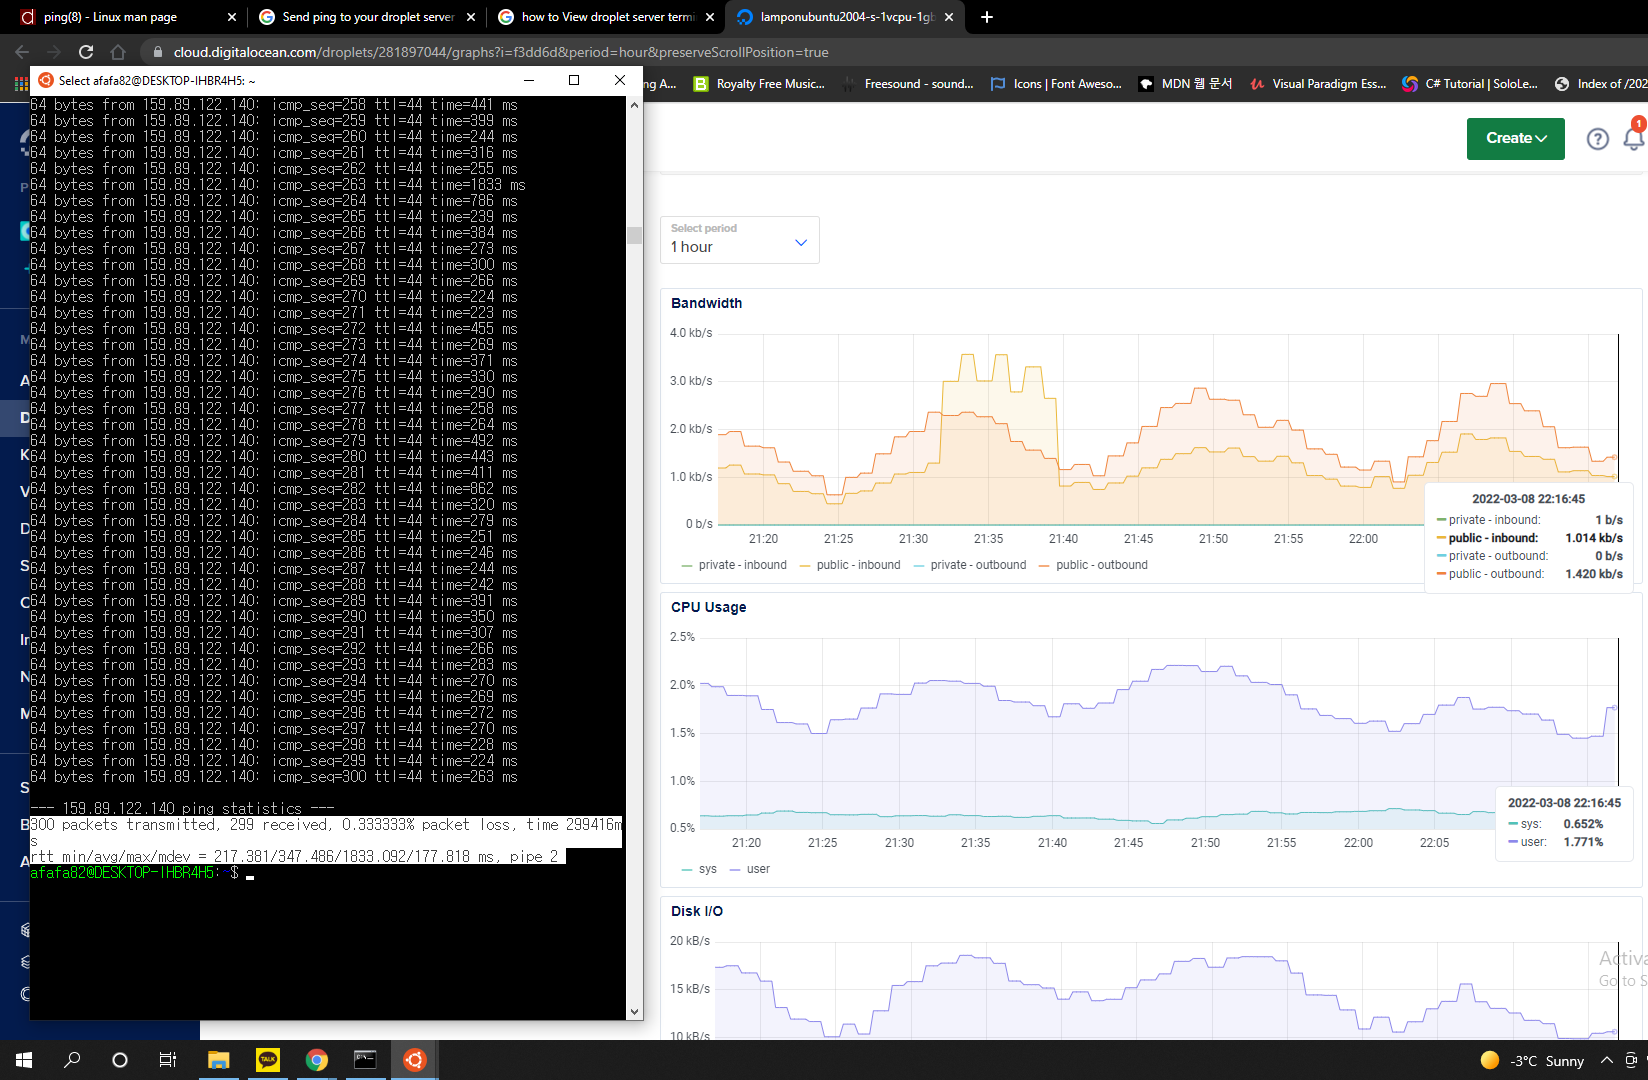 ping(8) - Linux man page
Send ping to your droplet server
how to View droplet server termi
lamponubuntu2004-s-1vcpu-1gb
cloud.digitalocean.com/droplets/281897044/graphs?i=f3dd6d&period=hour&preserveScrollPosition=true
ng A...
Royalty Free Music...
Freesound - sound...
Icons | Font Aweso...
MDN 웹 문서
Visual Paradigm Ess...
C# Tutorial | SoloLe...
Index of /202
Select afafa82@DESKTOP-IHBR4H5: ~
64 bytes from 159.89.122.140: icmp_seq=258 ttl=44 time=441 ms
64 bytes from 159.89.122.140: icmp_seq=259 ttl=44 time=399 ms
64 bytes from 159.89.122.140: icmp_seq=260 ttl=44 time=244 ms
64 bytes from 159.89.122.140: icmp_seq=261 ttl=44 time=316 ms
64 bytes from 159.89.122.140: icmp_seq=262 ttl=44 time=255 ms
64 bytes from 159.89.122.140: icmp_seq=263 ttl=44 time=1833 ms
64 bytes from 159.89.122.140: icmp_seq=264 ttl=44 time=786 ms
64 bytes from 159.89.122.140: icmp_seq=265 ttl=44 time=239 ms
64 bytes from 159.89.122.140: icmp_seq=266 ttl=44 time=384 ms
64 bytes from 159.89.122.140: icmp_seq=267 ttl=44 time=273 ms
64 bytes from 159.89.122.140: icmp_seq=268 ttl=44 time=300 ms
64 bytes from 159.89.122.140: icmp_seq=269 ttl=44 time=266 ms
64 bytes from 159.89.122.140: icmp_seq=270 ttl=44 time=224 ms
64 bytes from 159.89.122.140: icmp_seq=271 ttl=44 time=223 ms
64 bytes from 159.89.122.140: icmp_seq=272 ttl=44 time=455 ms
64 bytes from 159.89.122.140: icmp_seq=273 ttl=44 time=269 ms
64 bytes from 159.89.122.140: icmp_seq=274 ttl=44 time=371 ms
64 bytes from 159.89.122.140: icmp_seq=275 ttl=44 time=330 ms
64 bytes from 159.89.122.140: icmp_seq=276 ttl=44 time=290 ms
64 bytes from 159.89.122.140: icmp_seq=277 ttl=44 time=258 ms
64 bytes from 159.89.122.140: icmp_seq=278 ttl=44 time=264 ms
64 bytes from 159.89.122.140: icmp_seq=279 ttl=44 time=492 ms
64 bytes from 159.89.122.140: icmp_seq=280 ttl=44 time=443 ms
64 bytes from 159.89.122.140: icmp_seq=281 ttl=44 time=411 ms
64 bytes from 159.89.122.140: icmp_seq=282 ttl=44 time=862 ms
64 bytes from 159.89.122.140: icmp_seq=283 ttl=44 time=320 ms
64 bytes from 159.89.122.140: icmp_seq=284 ttl=44 time=279 ms
64 bytes from 159.89.122.140: icmp_seq=285 ttl=44 time=251 ms
64 bytes from 159.89.122.140: icmp_seq=286 ttl=44 time=246 ms
64 bytes from 159.89.122.140: icmp_seq=287 ttl=44 time=244 ms
64 bytes from 159.89.122.140: icmp_seq=288 ttl=44 time=242 ms
64 bytes from 159.89.122.140: icmp_seq=289 ttl=44 time=391 ms
64 bytes from 159.89.122.140: icmp_seq=290 ttl=44 time=350 ms
64 bytes from 159.89.122.140: icmp_seq=291 ttl=44 time=307 ms
64 bytes from 159.89.122.140: icmp_seq=292 ttl=44 time=266 ms
64 bytes from 159.89.122.140: icmp_seq=293 ttl=44 time=283 ms
64 bytes from 159.89.122.140: icmp_seq=294 ttl=44 time=270 ms
64 bytes from 159.89.122.140: icmp_seq=295 ttl=44 time=269 ms
64 bytes from 159.89.122.140: icmp_seq=296 ttl=44 time=272 ms
64 bytes from 159.89.122.140: icmp_seq=297 ttl=44 time=270 ms
64 bytes from 159.89.122.140: icmp_seq=298 ttl=44 time=228 ms
64 bytes from 159.89.122.140: icmp_seq=299 ttl=44 time=224 ms
64 bytes from 159.89.122.140: icmp_seq=300 ttl=44 time=263 ms
--- 159.89.122.140 ping statistics ---
300 packets transmitted, 299 received, 0.333333% packet loss, time 299416m
s
rtt min/avg/max/mdev = 217.381/347.486/1833.092/177.818 ms, pipe 2
afafa82@DESKTOP-IHBR4H5:~$
P
M
A
D
K
V
D
S
C
In
N
M
S
B
A
Create
?
1
Select period
1 hour
Bandwidth
4.0 kb/s
3.0 kb/s
2.0 kb/s
1.0 kb/s
0 b/s
21:20 21:25 21:30 21:35 21:40 21:45 21:50 21:55 22:00
private - inbound public - inbound private - outbound public - outbound
2022-03-08 22:16:45
private - inbound: 1 b/s
public - inbound: 1.014 kb/s
private - outbound: 0 b/s
public - outbound: 1.420 kb/s
CPU Usage
2.5%
2.0%
1.5%
1.0%
0.5%
21:20 21:25 21:30 21:35 21:40 21:45 21:50 21:55 22:00 22:05
sys user
2022-03-08 22:16:45
sys: 0.652%
user: 1.771%
Disk I/O
20 kB/s
15 kB/s
10 kB/s
Activa
Go to S
TALK
-3°C Sunny